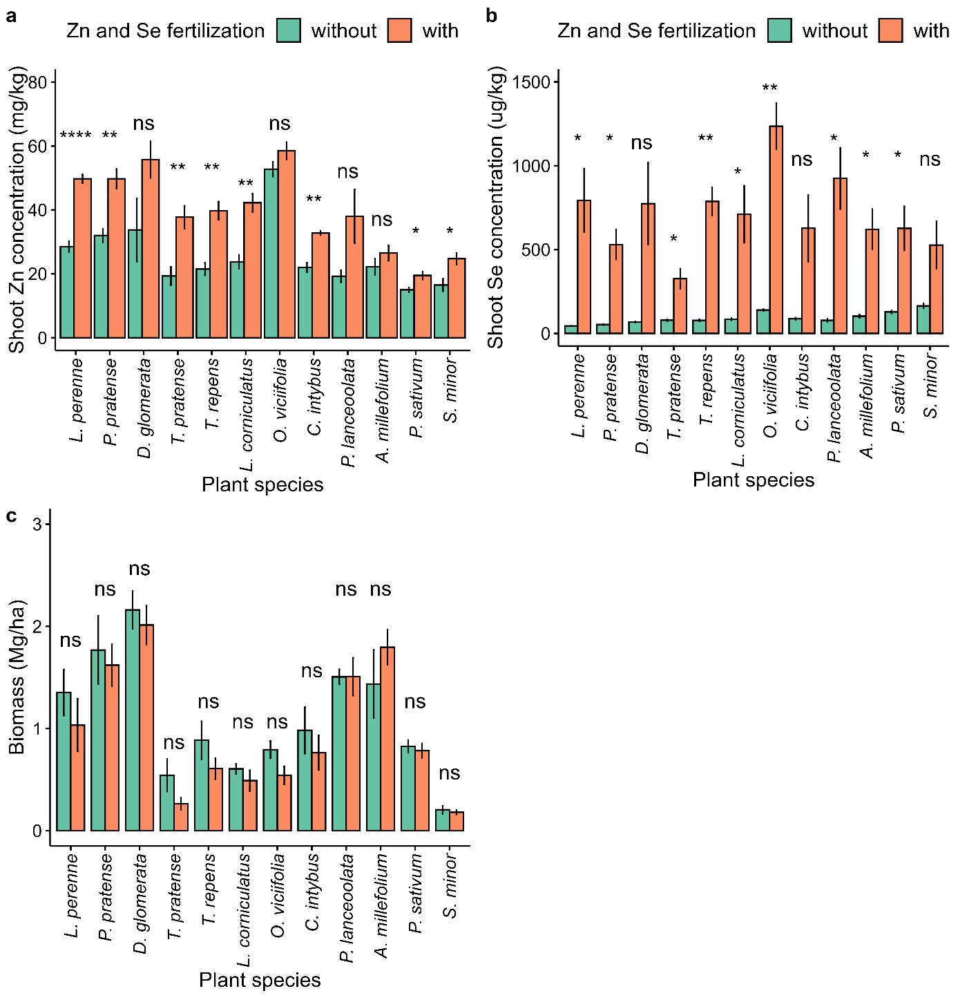 a
Zn and Se fertilization without with
Shoot Zn concentration (mg/kg)
80
60
40
20
0
**** ** ns ** ** ** ns ** ns ns * *
L. perenne
P. pratense
D. glomerata
T. pratense
T. repens
L. corniculatus
O. viciifolia
C. intybus
P. lanceoolata
A. millefolium
P. sativum
S. minor
Plant species
b
Zn and Se fertilization without with
Shoot Se concentration (ug/kg)
1500
1000
500
0
* * ns * ** * ** ns * * * ns
L. perenne
P. pratense
D. glomerata
T. pratense
T. repens
L. corniculatus
O. viciifolia
C. intybus
P. lanceoolata
A. millefolium
P. sativum
S. minor
Plant species
c
Biomass (Mg/ha)
3
2
1
0
ns ns ns ns ns ns ns ns ns ns ns ns
L. perenne
P. pratense
D. glomerata
T. pratense
T. repens
L. corniculatus
O. viciifolia
C. intybus
P. lanceoolata
A. millefolium
P. sativum
S. minor
Plant species